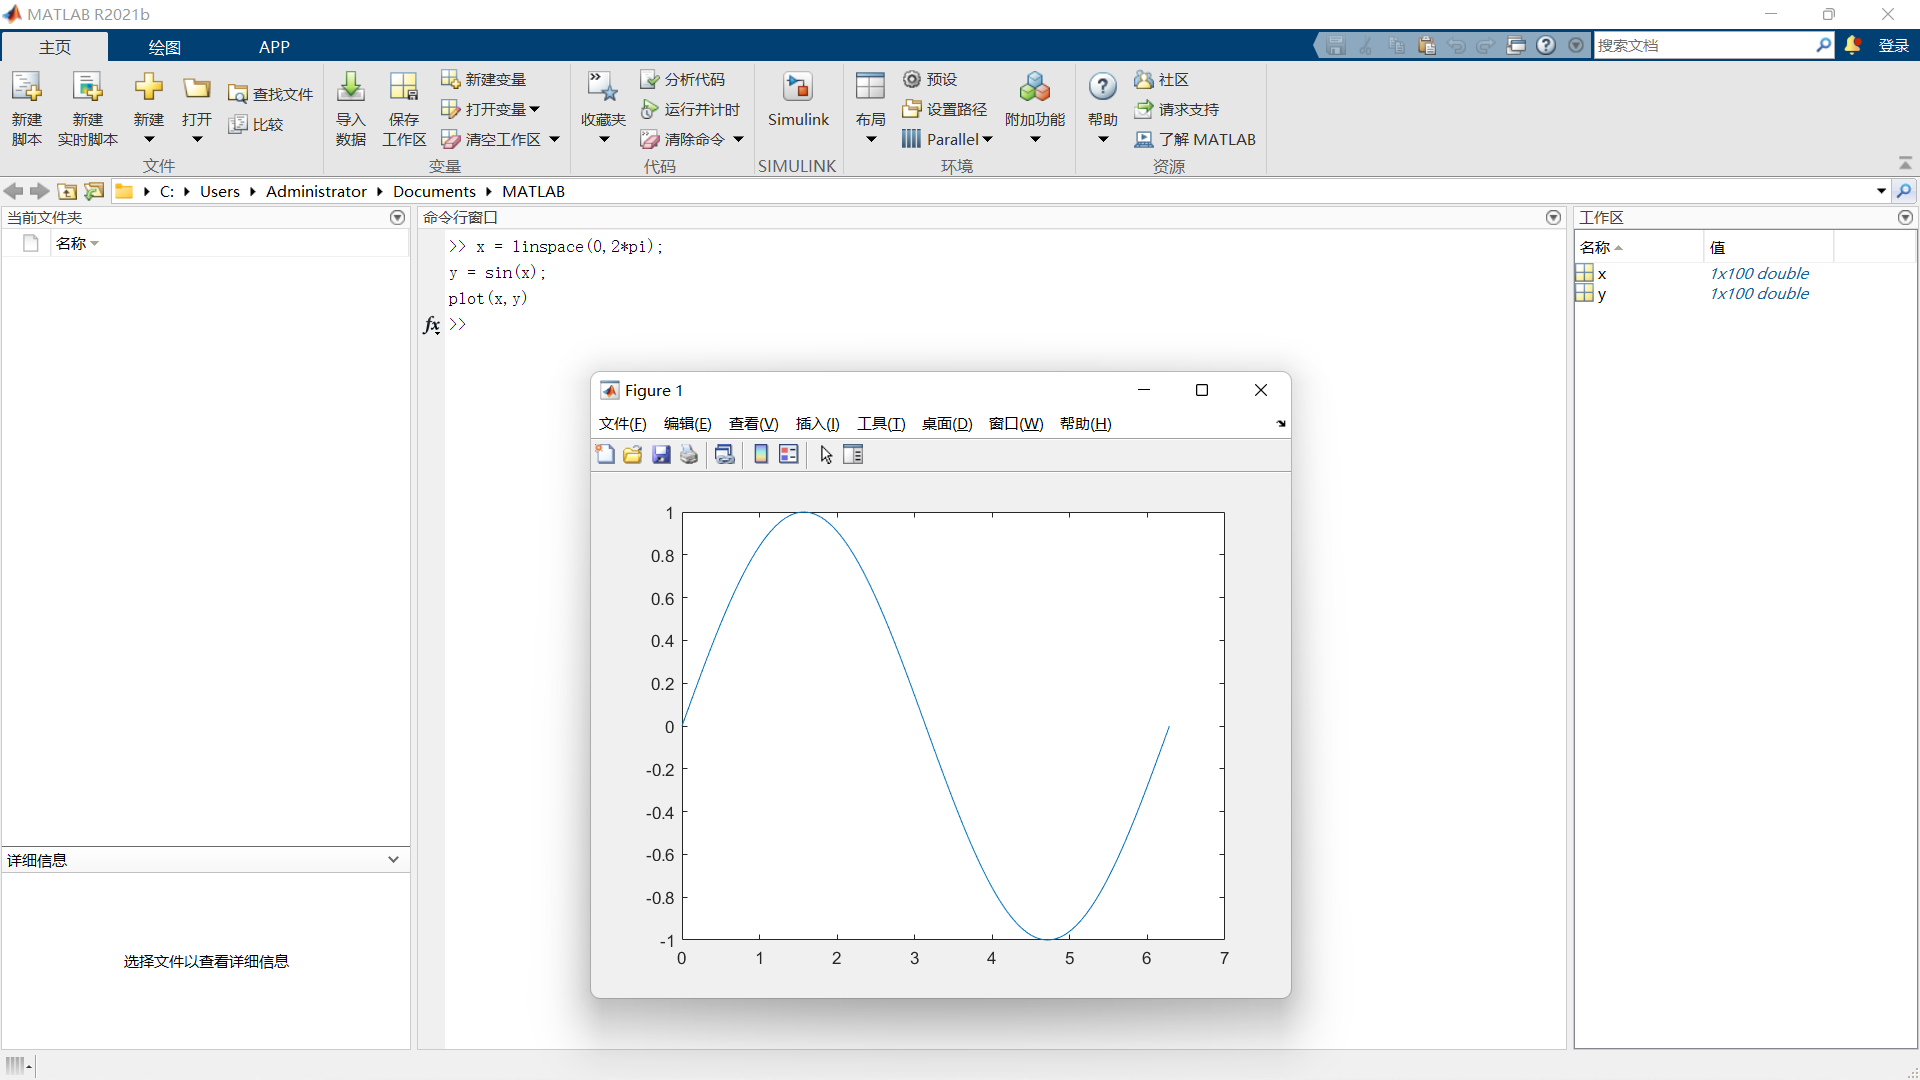 MATLAB R2021b
主页 绘图 APP 搜索文档 登录
新建
脚本
新建
实时脚本
新建
打开
查找文件
比较
文件
导入
数据
保存
工作区
新建变量
打开变量
清空工作区
变量
收藏夹
分析代码
运行并计时
清除命令
代码
Simulink
SIMULINK
布局
预设
设置路径
Parallel
附加功能
环境
帮助
社区
请求支持
了解 MATLAB
资源
C: Users Administrator Documents MATLAB
当前文件夹
名称
详细信息
选择文件以查看详细信息
命令行窗口
>> x = linspace(0,2*pi);
y = sin(x);
plot(x,y)
fx >>
Figure 1
文件(F) 编辑(E) 查看(V) 插入(I) 工具(T) 桌面(D) 窗口(W) 帮助(H)
1
0.8
0.6
0.4
0.2
0
-0.2
-0.4
-0.6
-0.8
-1
0 1 2 3 4 5 6 7
工作区
名称 值
x 1x100 double
y 1x100 double